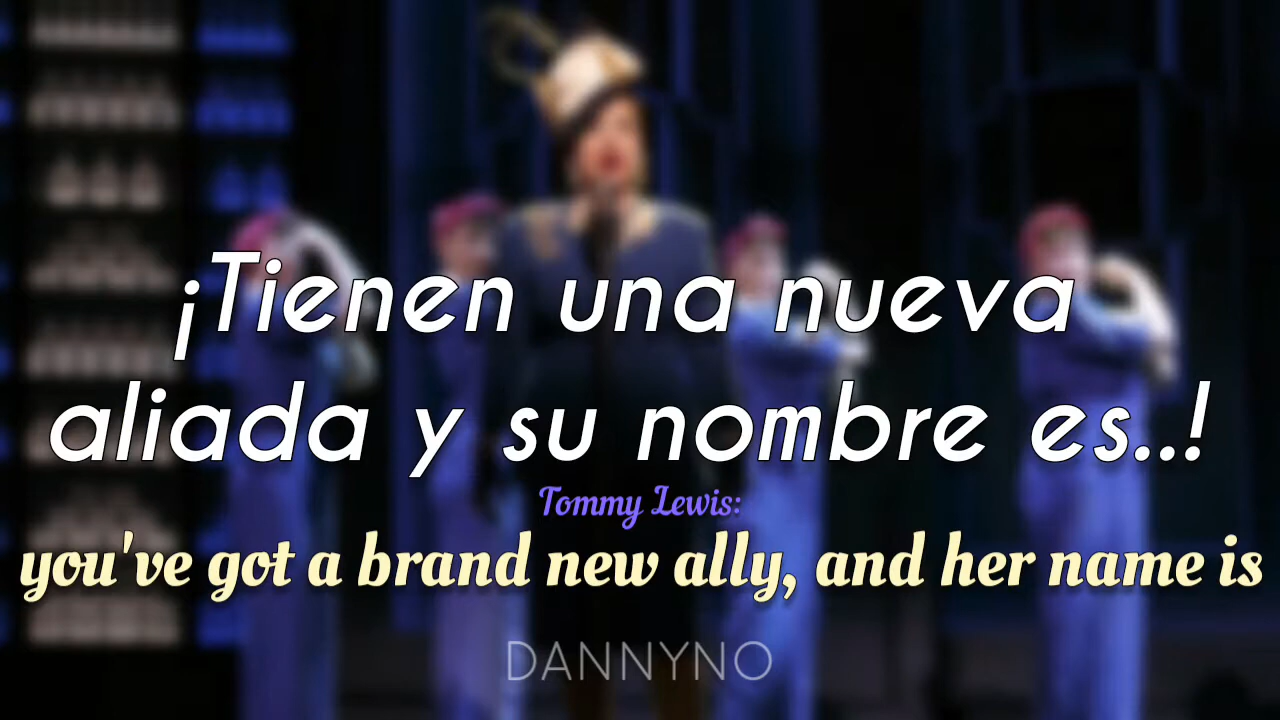 ¡Tienen una nueva
aliada y su nombre es..!
Tommy Lewis:
you've got a brand new ally, and her name is
DANNYNO